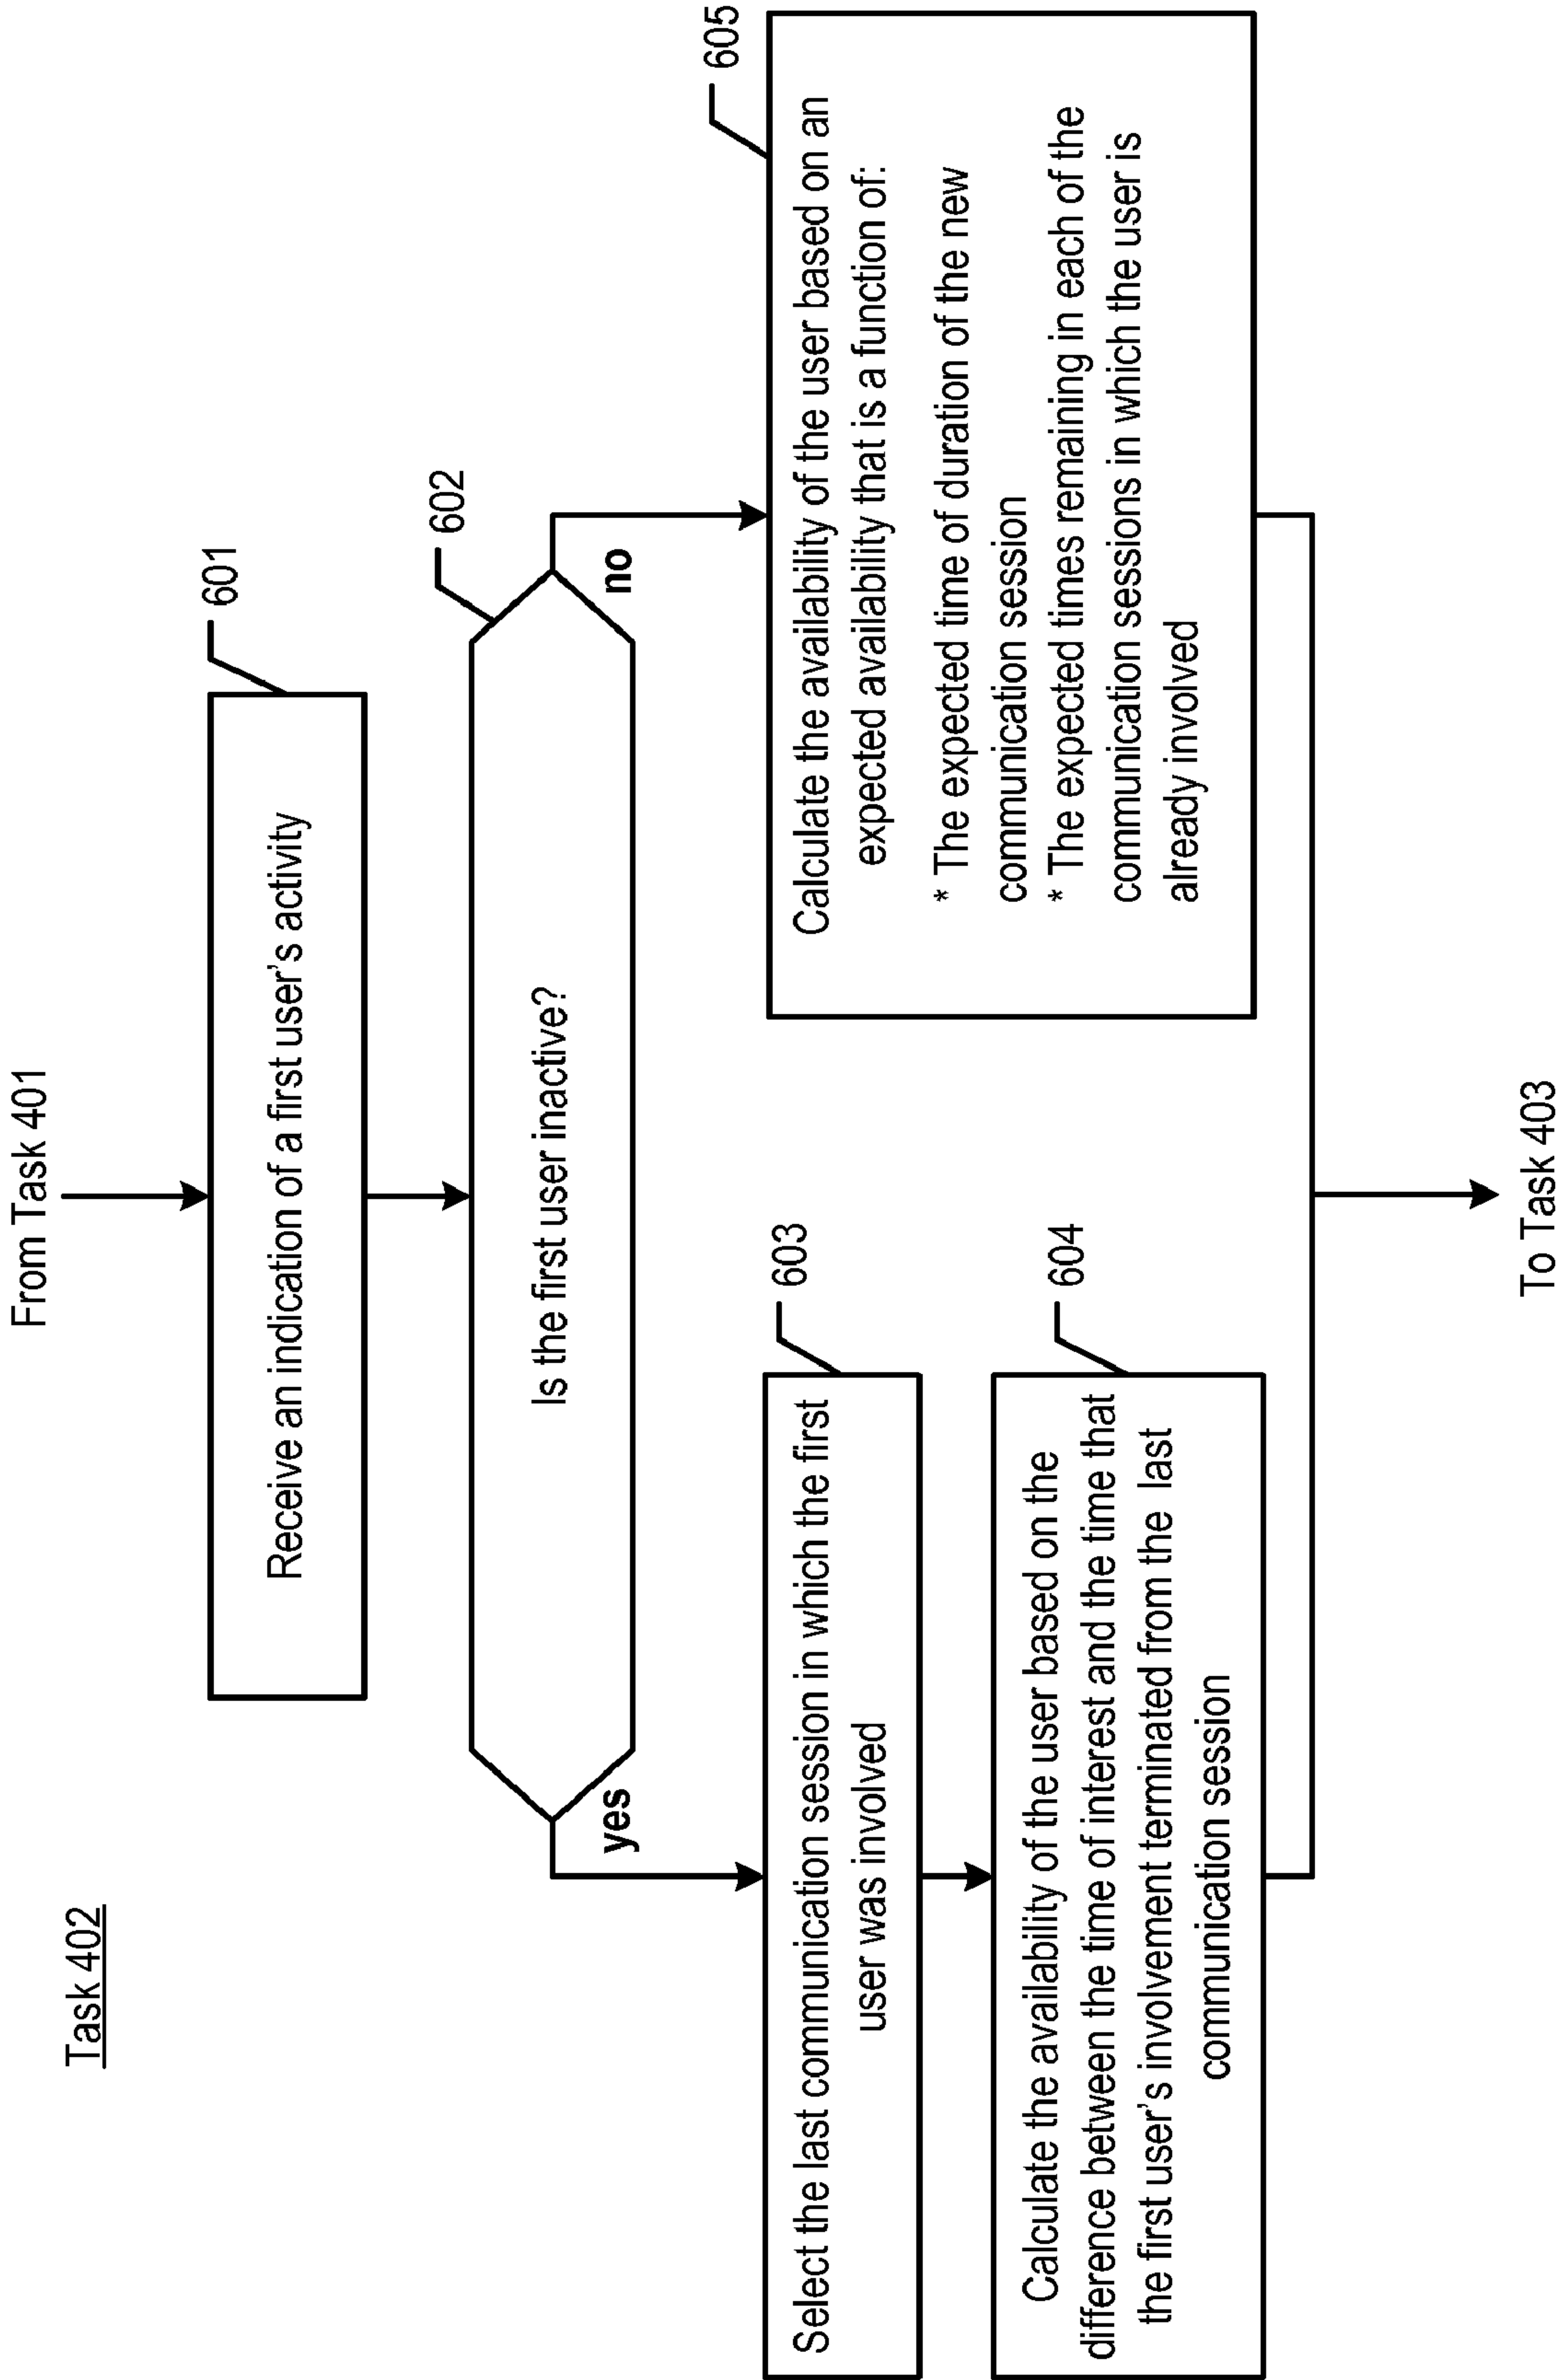 Task 402
From Task 401
601
Receive an indication of a first user's activity
602
Is the first user inactive?
yes
no
603
Select the last communication session in which the first
user was involved
604
Calculate the availability of the user based on the
difference between the time of interest and the time that
the first user's involvement terminated from the last
communication session
605
Calculate the availability of the user based on an
expected availability that is a function of:
* The expected time of duration of the new
communication session
* The expected times remaining in each of the
communication sessions in which the user is
already involved
To Task 403